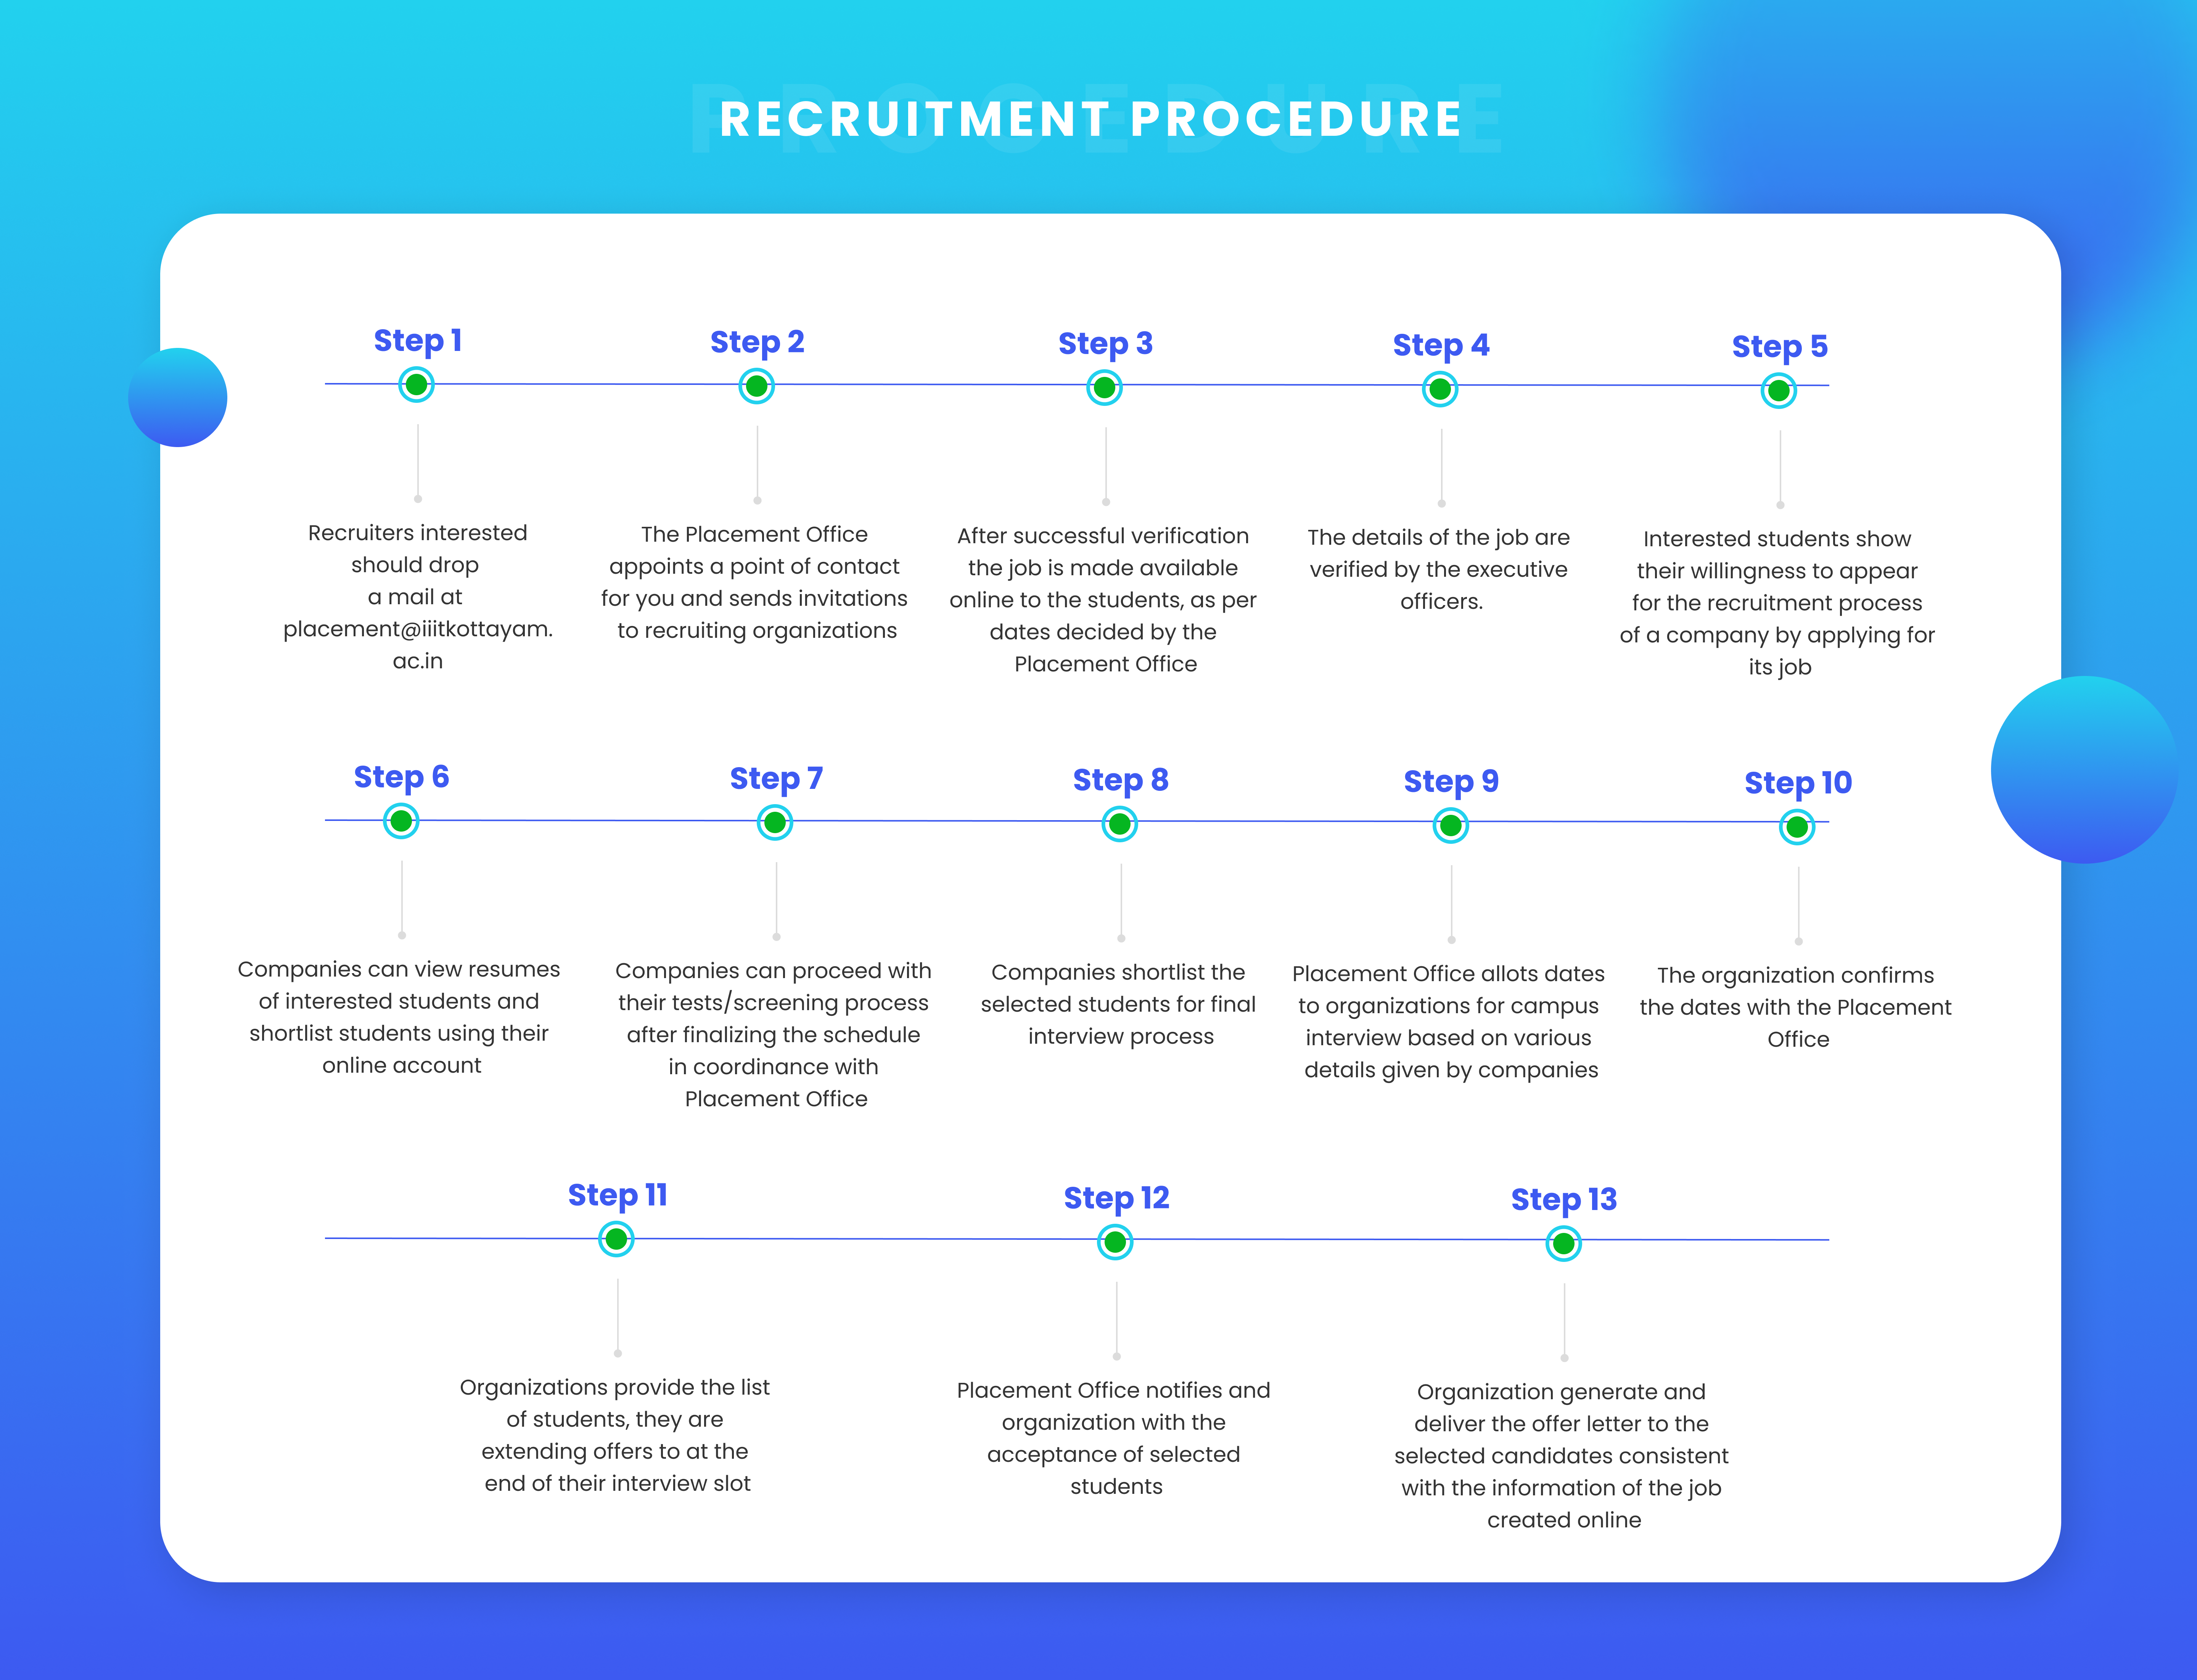 PROCEDURE
RECRUITMENT PROCEDURE
Step 1
Recruiters interested
should drop
a mail at
placement@iiitkottayam.
ac.in
Step 2
The Placement Office
appoints a point of contact
for you and sends invitations
to recruiting organizations
Step 3
After successful verification
the job is made available
online to the students, as per
dates decided by the
Placement Office
Step 4
The details of the job are
verified by the executive
officers.
Step 5
Interested students show
their willingness to appear
for the recruitment process
of a company by applying for
its job
Step 6
Companies can view resumes
of interested students and
shortlist students using their
online account
Step 7
Companies can proceed with
their tests/screening process
after finalizing the schedule
in coordinance with
Placement Office
Step 8
Companies shortlist the
selected students for final
interview process
Step 9
Placement Office allots dates
to organizations for campus
interview based on various
details given by companies
Step 10
The organization confirms
the dates with the Placement
Office
Step 11
Organizations provide the list
of students, they are
extending offers to at the
end of their interview slot
Step 12
Placement Office notifies and
organization with the
acceptance of selected
students
Step 13
Organization generate and
deliver the offer letter to the
selected candidates consistent
with the information of the job
created online